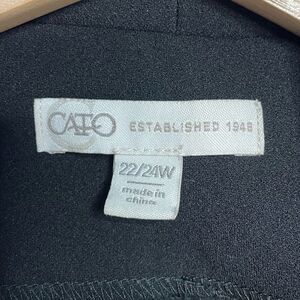 CATO ESTABLISHED 1946
22/24W
made in
china